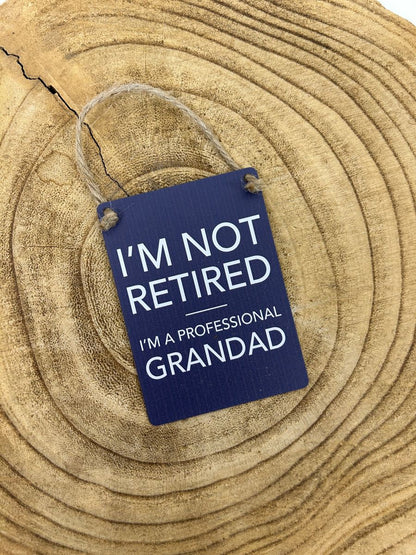 I'M NOT
RETIRED
I'M A PROFESSIONAL
GRANDAD